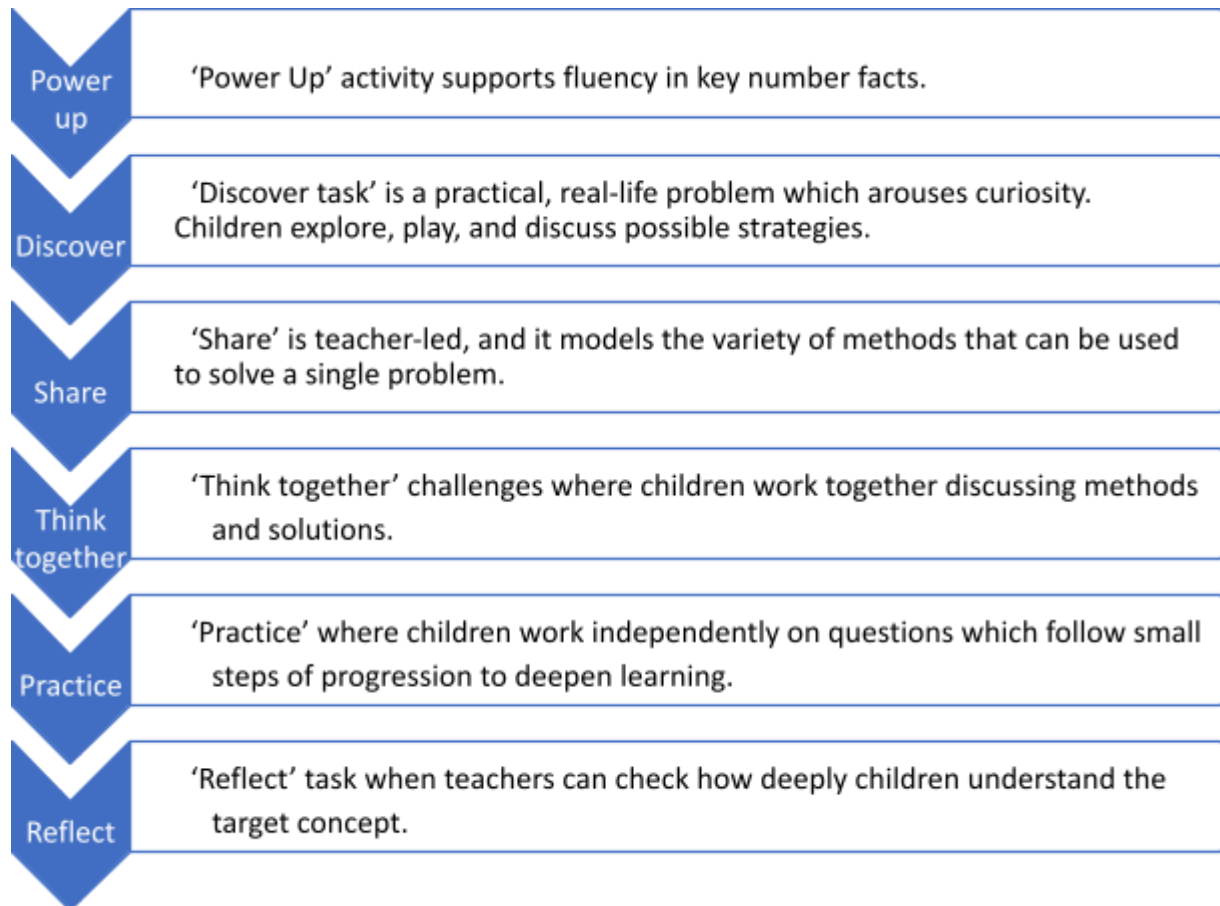 Power
up
‘Power Up’ activity supports fluency in key number facts.
Discover
‘Discover task’ is a practical, real-life problem which arouses curiosity.
Children explore, play, and discuss possible strategies.
Share
‘Share’ is teacher-led, and it models the variety of methods that can be used
to solve a single problem.
Think
together
‘Think together’ challenges where children work together discussing methods
and solutions.
Practice
‘Practice’ where children work independently on questions which follow small
steps of progression to deepen learning.
Reflect
‘Reflect’ task when teachers can check how deeply children understand the
target concept.